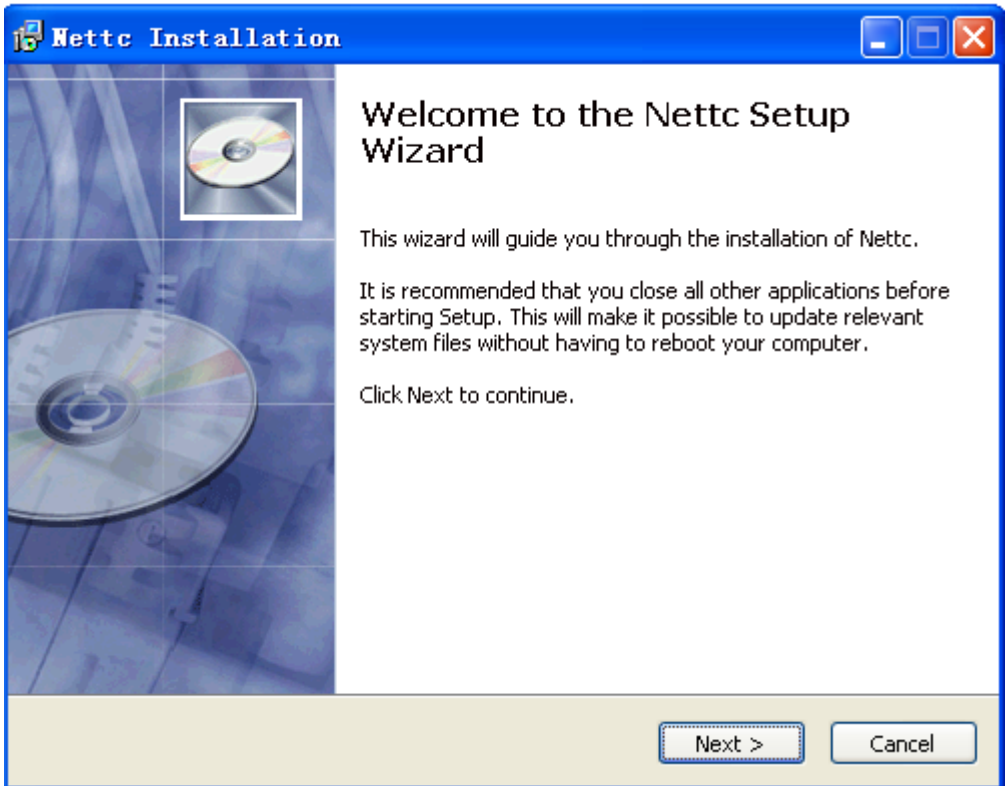 Nettc Installation
Welcome to the Nettc Setup
Wizard
This wizard will guide you through the installation of Nettc.
It is recommended that you close all other applications before
starting Setup. This will make it possible to update relevant
system files without having to reboot your computer.
Click Next to continue.
Next >
Cancel